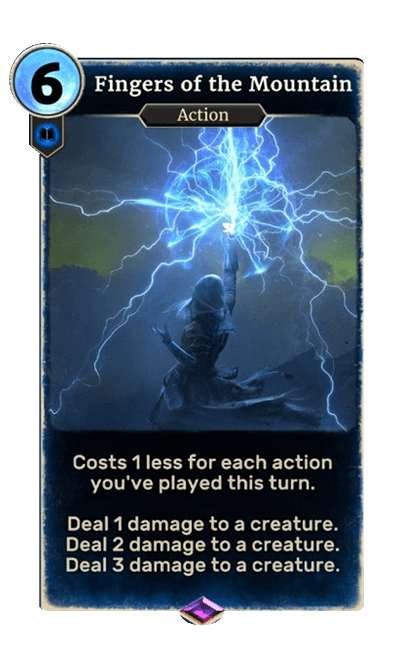 6
Fingers of the Mountain
Action
Costs 1 less for each action
you've played this turn.
Deal 1 damage to a creature.
Deal 2 damage to a creature.
Deal 3 damage to a creature.